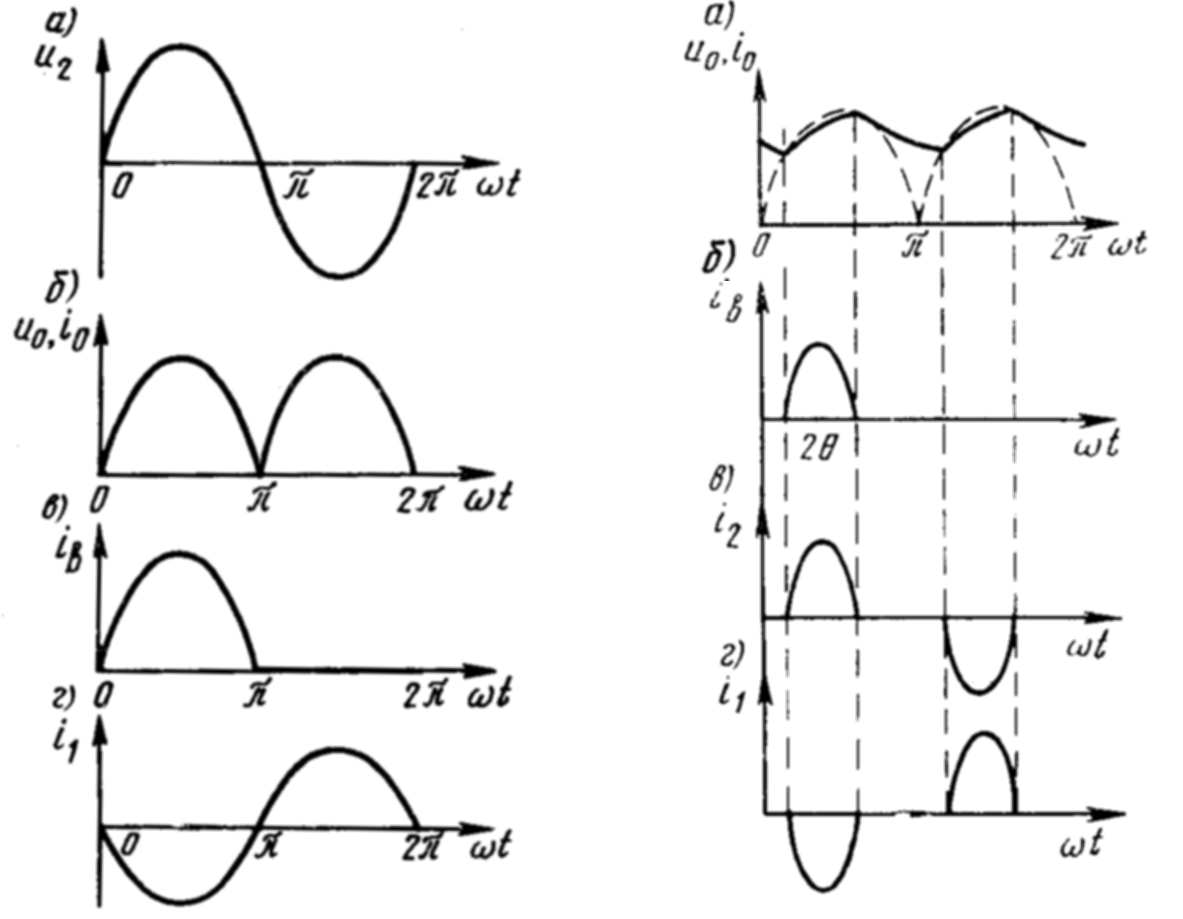 а)
u₂
0 π 2π ωt
б)
u₀, i₀
0 π 2π ωt
в)
iв
0 π 2π ωt
г)
i₁
0 π 2π ωt
а)
u₀, i₀
0 π 2π ωt
б)
iв
2θ ωt
в)
i₂
ωt
г)
i₁
ωt